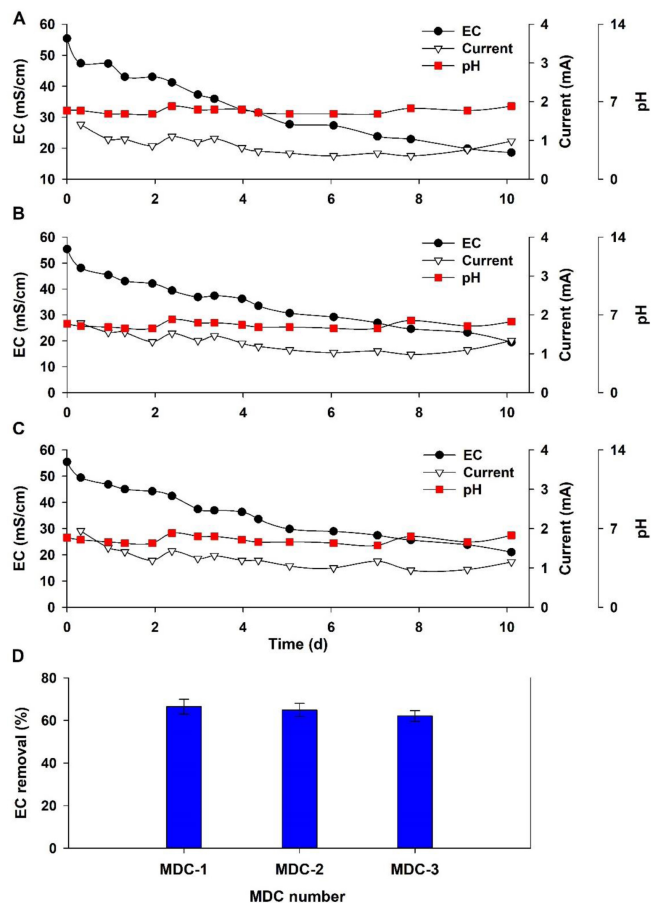 A
60
50
40
30
20
10
EC (mS/cm)
EC
Current
pH
4
3
2
1
0
Current (mA)
14
7
0
pH
0 2 4 6 8 10
B
60
50
40
30
20
10
0
EC (mS/cm)
EC
Current
pH
4
3
2
1
0
Current (mA)
14
7
0
pH
0 2 4 6 8 10
C
60
50
40
30
20
10
0
EC (mS/cm)
EC
Current
pH
4
3
2
1
0
Current (mA)
14
7
0
pH
0 2 4 6 8 10
Time (d)
D
80
60
40
20
0
EC removal (%)
MDC-1 MDC-2 MDC-3
MDC number